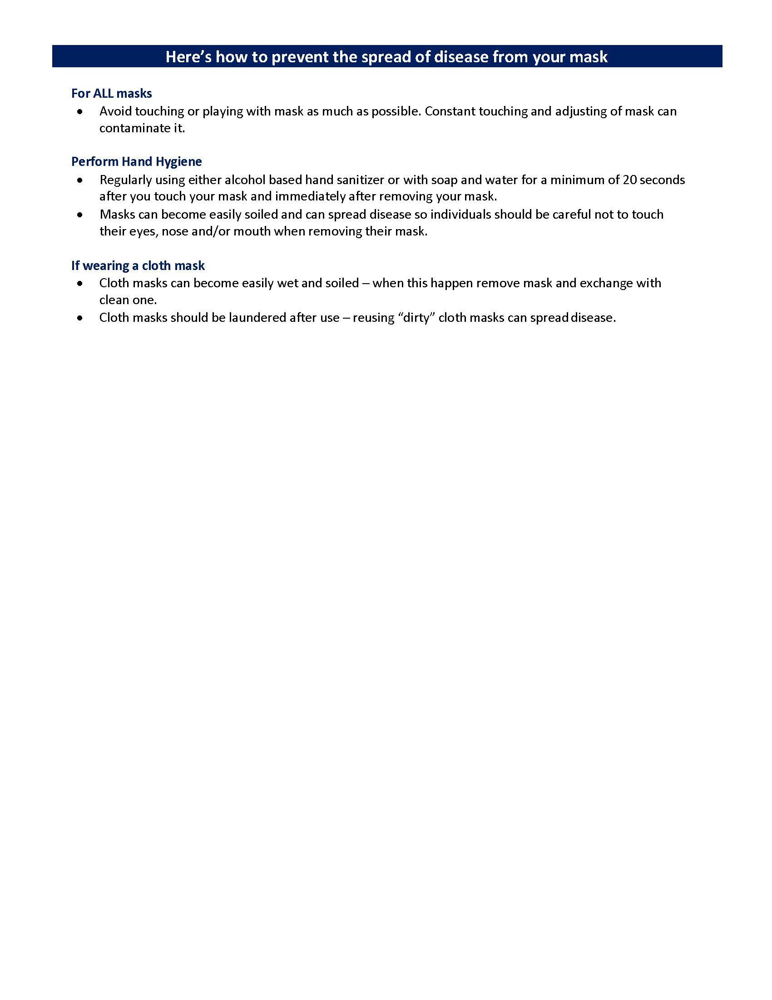 Here’s how to prevent the spread of disease from your mask
For ALL masks
• Avoid touching or playing with mask as much as possible. Constant touching and adjusting of mask can
contaminate it.
Perform Hand Hygiene
• Regularly using either alcohol based hand sanitizer or with soap and water for a minimum of 20 seconds
after you touch your mask and immediately after removing your mask.
• Masks can become easily soiled and can spread disease so individuals should be careful not to touch
their eyes, nose and/or mouth when removing their mask.
If wearing a cloth mask
• Cloth masks can become easily wet and soiled – when this happen remove mask and exchange with
clean one.
• Cloth masks should be laundered after use – reusing “dirty” cloth masks can spread disease.